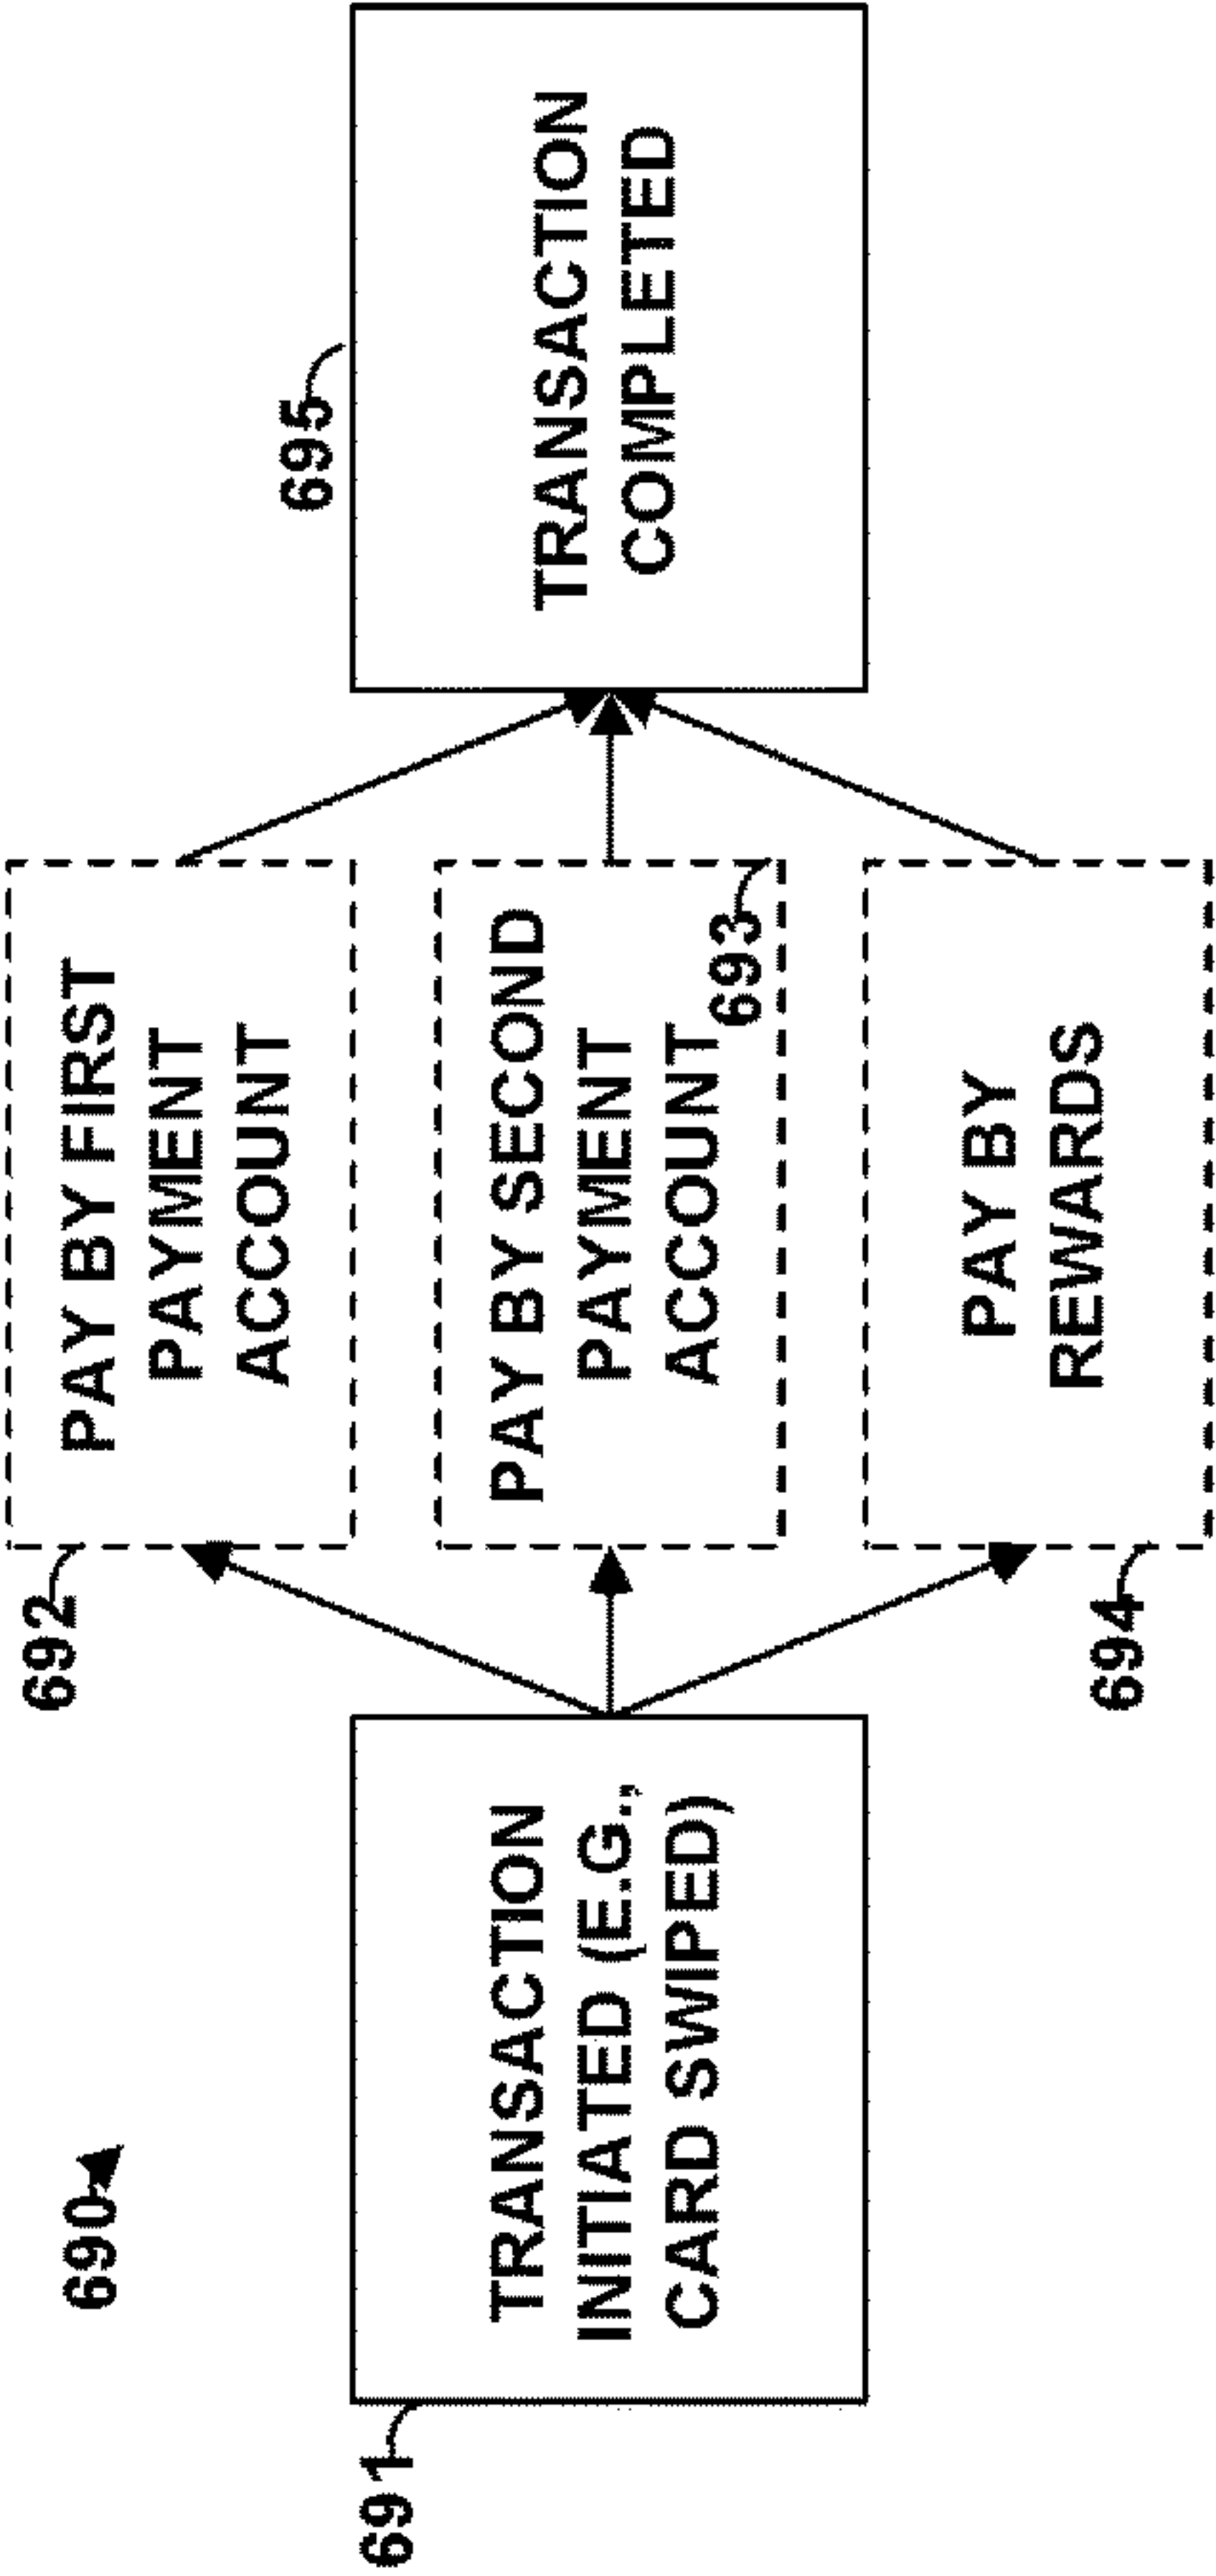 690
691
TRANSACTION
INITIATED (E.G.,
CARD SWIPED)
692
PAY BY FIRST
PAYMENT
ACCOUNT
PAY BY SECOND
PAYMENT
ACCOUNT
693
694
PAY BY
REWARDS
695
TRANSACTION
COMPLETED